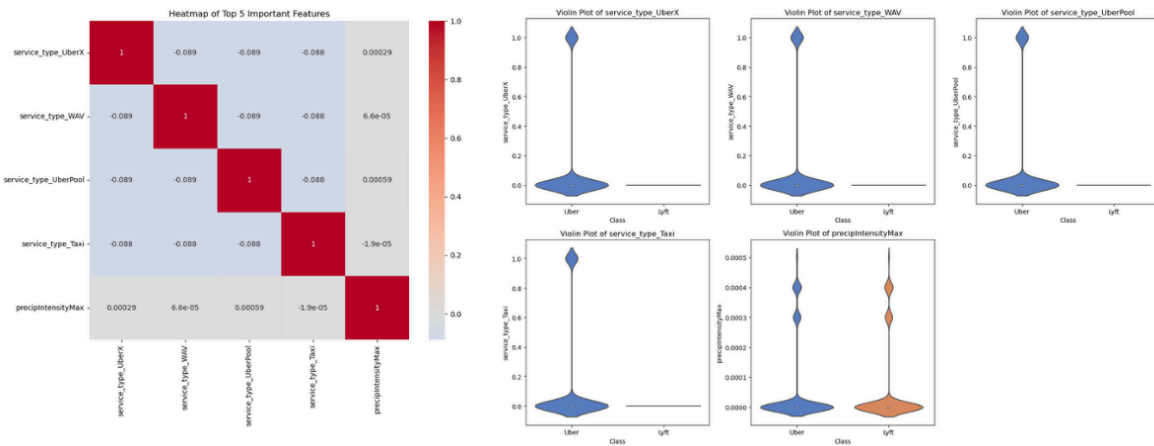 Heatmap of Top 5 Important Features
service_type_UberX
1
-0.089
-0.089
-0.088
0.00029
service_type_WAV
-0.089
1
-0.089
-0.088
6.6e-05
service_type_UberPool
-0.089
-0.089
1
-0.088
0.00059
service_type_Taxi
-0.088
-0.088
-0.088
1
-1.9e-05
precipIntensityMax
0.00029
6.6e-05
0.00059
-1.9e-05
1
service_type_UberX
service_type_WAV
service_type_UberPool
service_type_Taxi
precipIntensityMax
1.0
0.8
0.6
0.4
0.2
0.0
Violin Plot of service_type_UberX
service_type_UberX
1.0
0.8
0.6
0.4
0.2
0.0
Uber
Lyft
Class
Violin Plot of service_type_WAV
service_type_WAV
1.0
0.8
0.6
0.4
0.2
0.0
Uber
Lyft
Class
Violin Plot of service_type_UberPool
service_type_UberPool
1.0
0.8
0.6
0.4
0.2
0.0
Uber
Lyft
Class
Violin Plot of service_type_Taxi
service_type_Taxi
1.0
0.8
0.6
0.4
0.2
0.0
Uber
Lyft
Class
Violin Plot of precipIntensityMax
precipIntensityMax
0.0005
0.0004
0.0003
0.0002
0.0001
0.0000
Uber
Lyft
Class